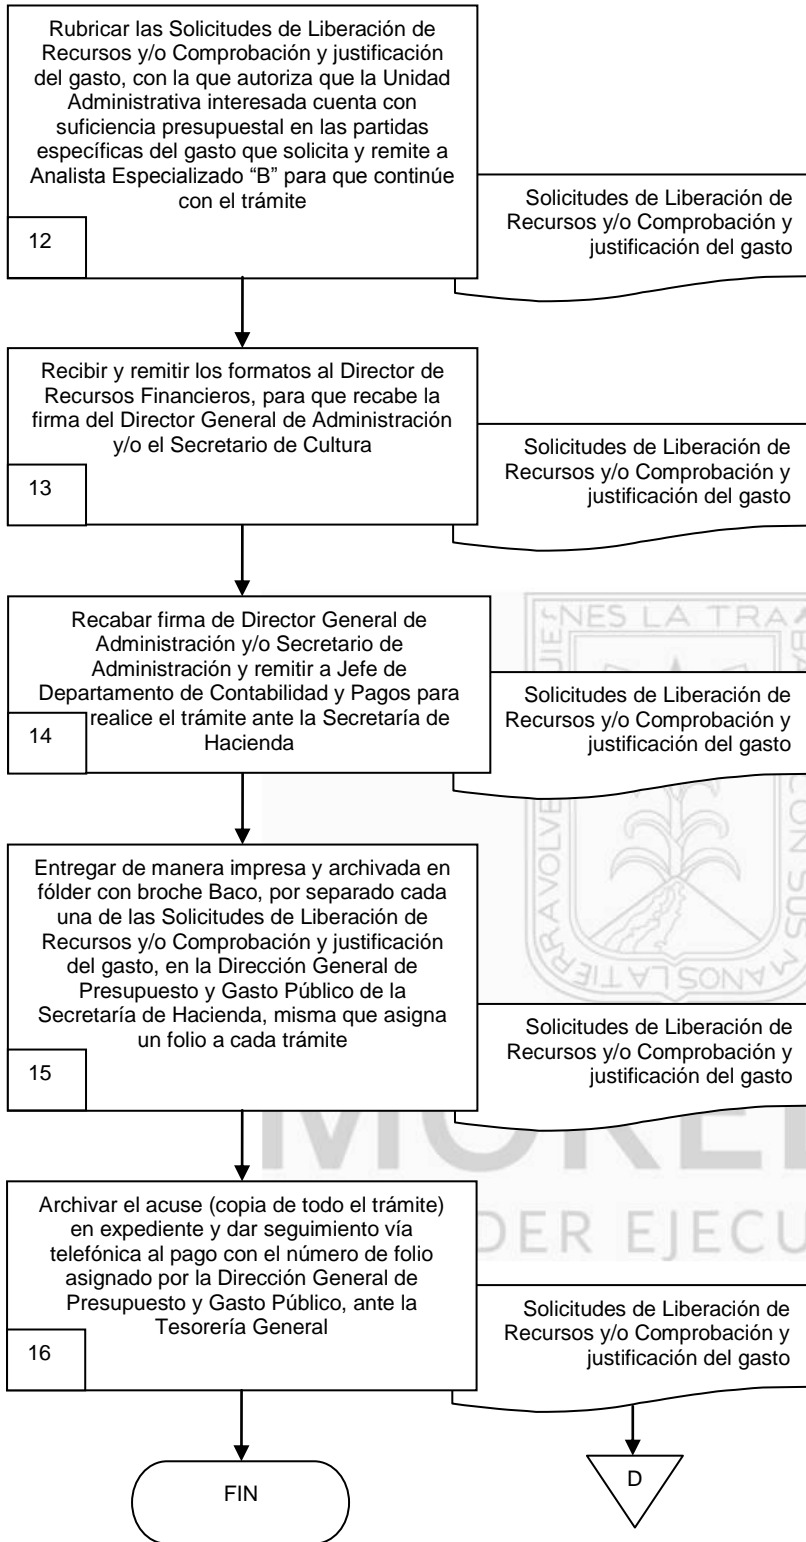 Rubricar las Solicitudes de Liberación de
Recursos y/o Comprobación y justificación
del gasto, con la que autoriza que la Unidad
Administrativa interesada cuenta con
suficiencia presupuestal en las partidas
específicas del gasto que solicita y remite a
Analista Especializado “B” para que continúe
con el trámite
12
Solicitudes de Liberación de
Recursos y/o Comprobación y
justificación del gasto
Recibir y remitir los formatos al Director de
Recursos Financieros, para que recabe la
firma del Director General de Administración
y/o el Secretario de Cultura
13
Solicitudes de Liberación de
Recursos y/o Comprobación y
justificación del gasto
Recabar firma de Director General de
Administración y/o Secretario de
Administración y remitir a Jefe de
Departamento de Contabilidad y Pagos para
realice el trámite ante la Secretaría de
Hacienda
14
Solicitudes de Liberación de
Recursos y/o Comprobación y
justificación del gasto
Entregar de manera impresa y archivada en
fólder con broche Baco, por separado cada
una de las Solicitudes de Liberación de
Recursos y/o Comprobación y justificación
del gasto, en la Dirección General de
Presupuesto y Gasto Público de la
Secretaría de Hacienda, misma que asigna
un folio a cada trámite
15
Solicitudes de Liberación de
Recursos y/o Comprobación y
justificación del gasto
Archivar el acuse (copia de todo el trámite)
en expediente y dar seguimiento vía
telefónica al pago con el número de folio
asignado por la Dirección General de
Presupuesto y Gasto Público, ante la
Tesorería General
16
Solicitudes de Liberación de
Recursos y/o Comprobación y
justificación del gasto
FIN
D